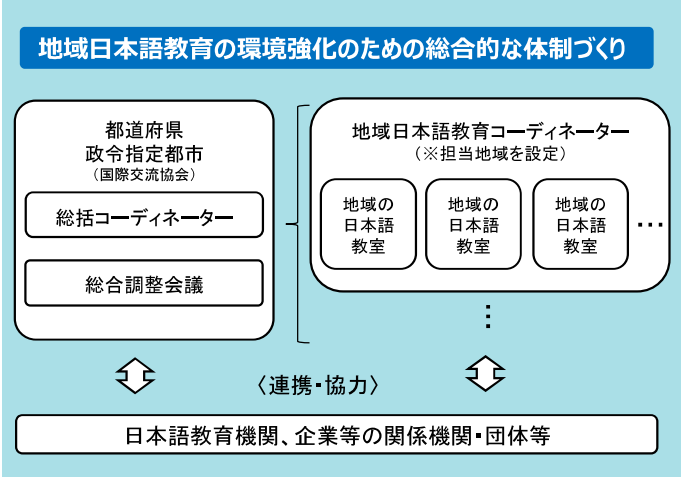 地域日本語教育の環境強化のための総合的な体制づくり
都道府県
政令指定都市
（国際交流協会）
総括コーディネーター
総合調整会議
地域日本語教育コーディネーター
（※担当地域を設定）
地域の
日本語
教室
地域の
日本語
教室
地域の
日本語
教室
…
⋮
〈連携・協力〉
日本語教育機関、企業等の関係機関・団体等